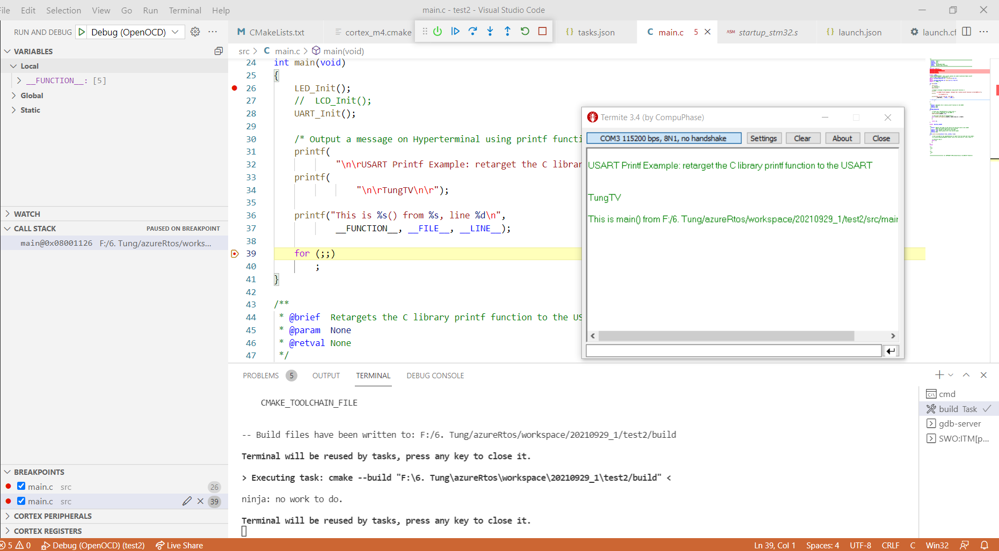 File Edit Selection View Go Run Terminal Help
main.c - test2 - Visual Studio Code
RUN AND DEBUG Debug (OpenOCD) ...
CMakeLists.txt cortex_m4.cmake tasks.json main.c 5 startup_stm32.s launch.json launch.cf
src > C main.c > main(void)
VARIABLES
Local
__FUNCTION__: [5]
Global
Static
WATCH
CALL STACK PAUSED ON BREAKPOINT
main@0x08001126 F:/6. Tung/azureRtos/works...
BREAKPOINTS
main.c src 26
main.c src 39
CORTEX PERIPHERALS
CORTEX REGISTERS
24 int main(void)
25 {
26 LED_Init();
27 // LCD_Init();
28 UART_Init();
29
30 /* Output a message on Hyperterminal using printf functi
31 printf(
32 "\n\rUSART Printf Example: retarget the C librar
33 printf(
34 "\n\rTungTV\n\r");
35
36 printf("This is %s() from %s, line %d\n",
37 __FUNCTION__, __FILE__, __LINE__);
38
39 for (;;)
40 ;
41 }
42
43 /**
44 * @brief Retargets the C library printf function to the US
45 * @param None
46 * @retval None
47 */
Termite 3.4 (by CompuPhase)
COM3 115200 bps, 8N1, no handshake Settings Clear About Close
USART Printf Example: retarget the C library printf function to the USART
TungTV
This is main() from F:/6. Tung/azureRtos/workspace/20210929_1/test2/src/mair
PROBLEMS 5 OUTPUT TERMINAL DEBUG CONSOLE
CMAKE_TOOLCHAIN_FILE
-- Build files have been written to: F:/6. Tung/azureRtos/workspace/20210929_1/test2/build
Terminal will be reused by tasks, press any key to close it.
> Executing task: cmake --build "F:\6. Tung\azureRtos\workspace\20210929_1\test2/build" <
ninja: no work to do.
Terminal will be reused by tasks, press any key to close it.
cmd
build Task
gdb-server
SWO:ITM[p...
5 0 Debug (OpenOCD) (test2) Live Share
Ln 39, Col 1 Spaces: 4 UTF-8 CRLF C Win32